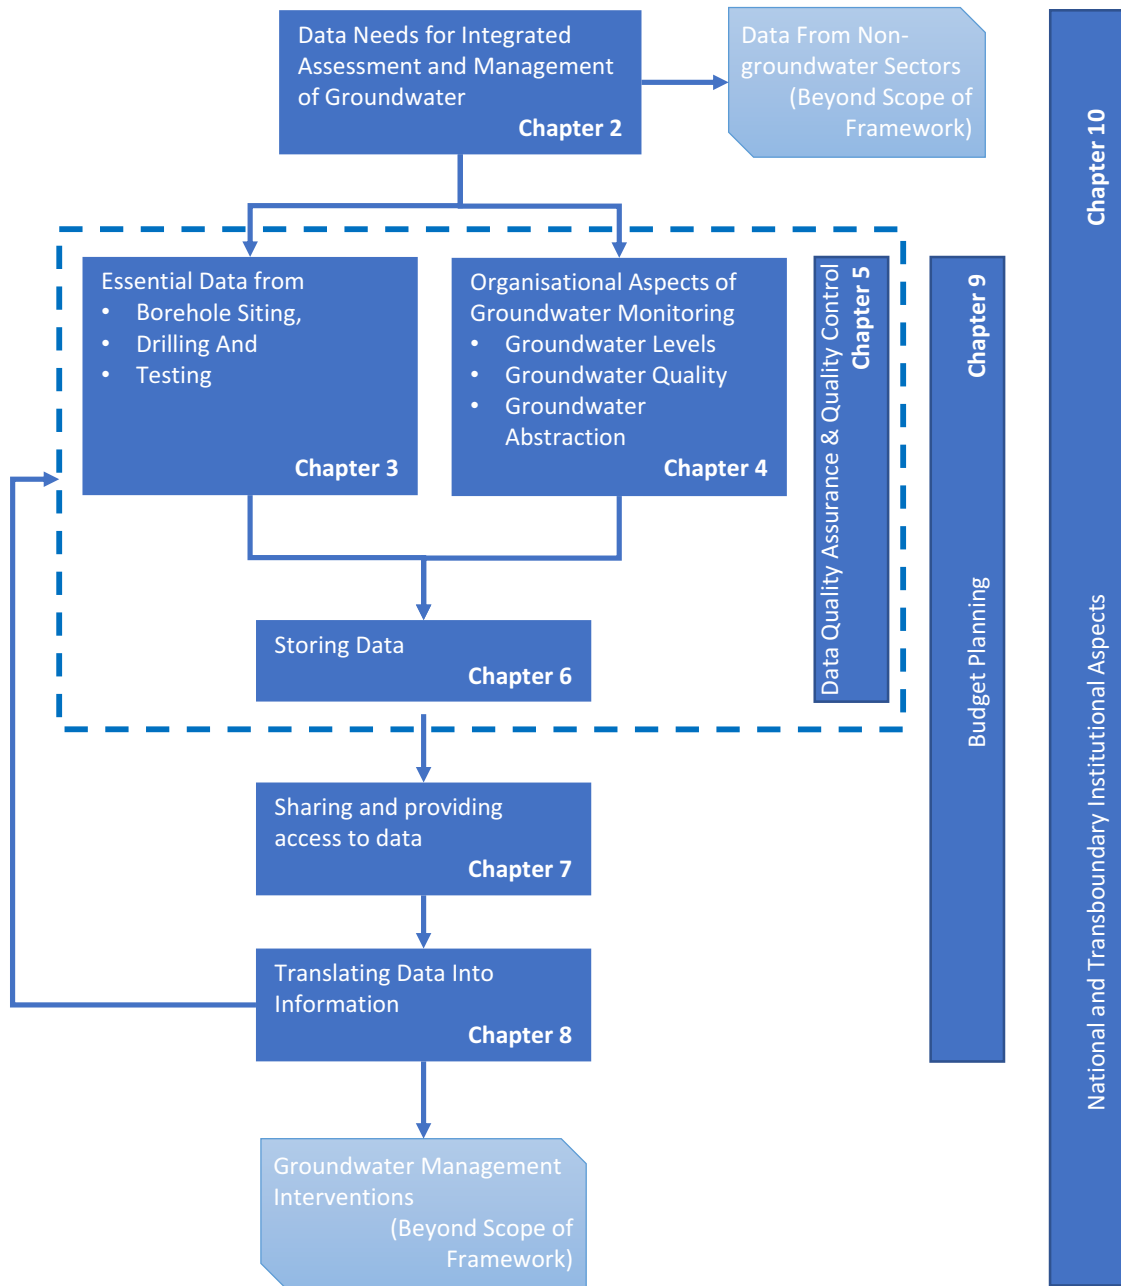 Data Needs for Integrated
Assessment and Management
of Groundwater
Chapter 2
Data From Non-
groundwater Sectors
(Beyond Scope of
Framework)
Essential Data from
• Borehole Siting,
• Drilling And
• Testing
Chapter 3
Organisational Aspects of
Groundwater Monitoring
• Groundwater Levels
• Groundwater Quality
• Groundwater
Abstraction
Chapter 4
Data Quality Assurance & Quality Control
Chapter 5
Budget Planning
Chapter 9
National and Transboundary Institutional Aspects
Chapter 10
Storing Data
Chapter 6
Sharing and providing
access to data
Chapter 7
Translating Data Into
Information
Chapter 8
Groundwater Management
Interventions
(Beyond Scope of
Framework)